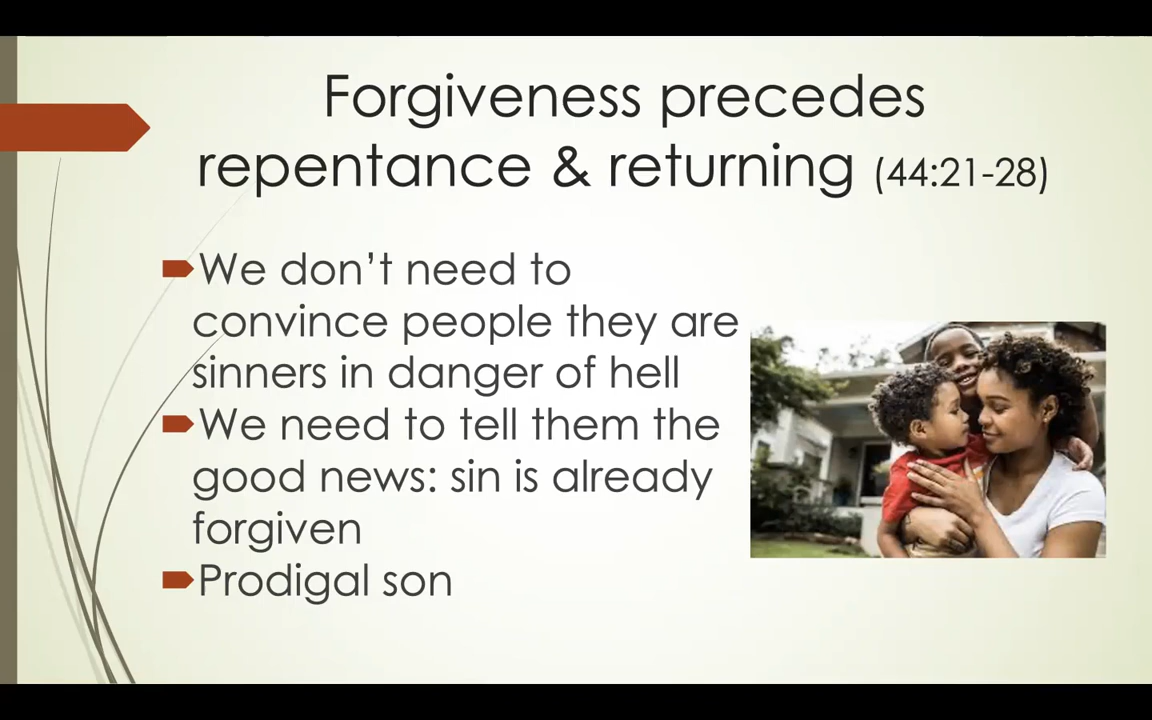 Forgiveness precedes
repentance & returning (44:21-28)
We don’t need to
convince people they are
sinners in danger of hell
We need to tell them the
good news: sin is already
forgiven
Prodigal son